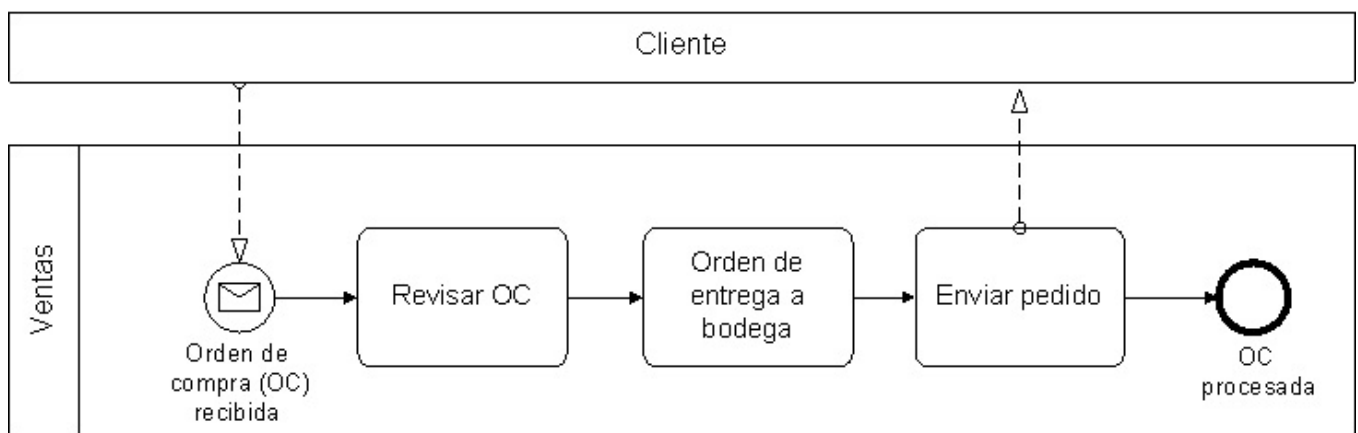 Cliente
Ventas
Orden de
compra (OC)
recibida
Revisar OC
Orden de
entrega a
bodega
Enviar pedido
OC
procesada